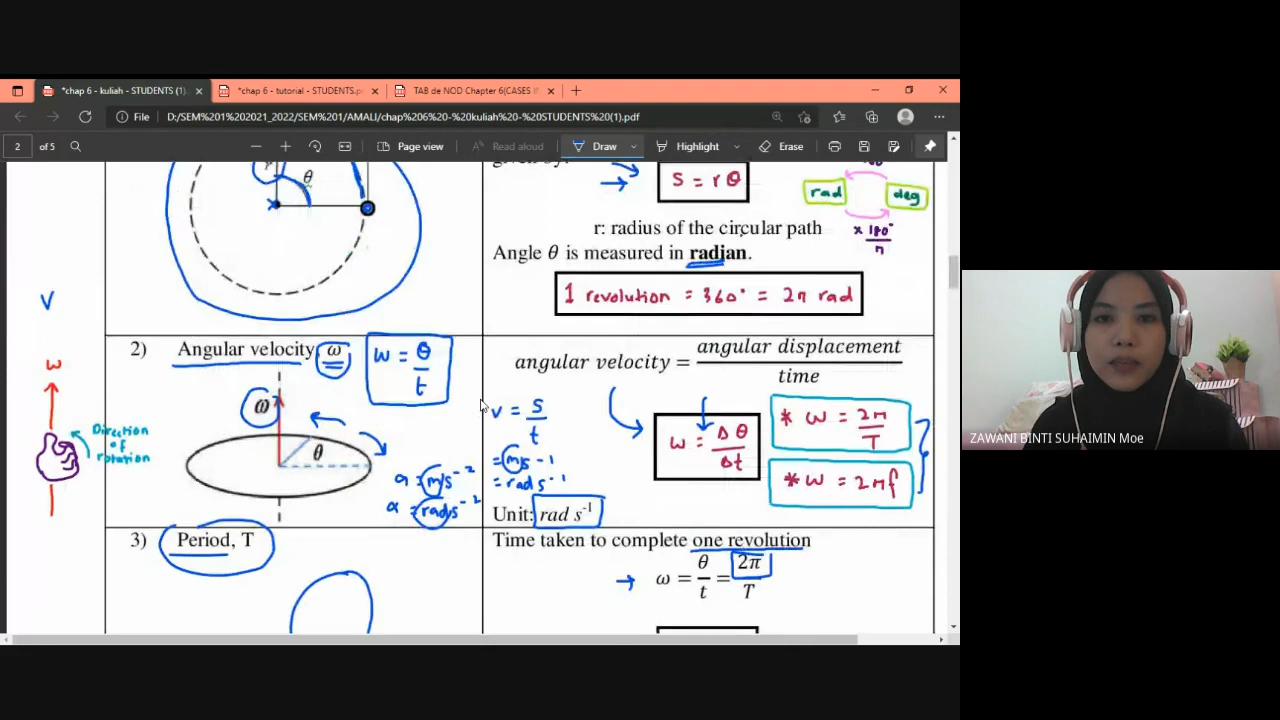 *chap 6 - kuliah - STUDENTS (1).
*chap 6 - tutorial - STUDENTS.p
TAB de NOD Chapter 6(CASES I
File
D:/SEM%201%202021_2022/SEM%201/AMALI/chap%206%20-%20kuliah%20-%20STUDENTS%20(1).pdf
2 of 5
Page view
Read aloud
Draw
Highlight
Erase
r
θ
given by:
S = rθ
rad
deg
× 180°
π
r: radius of the circular path
Angle θ is measured in radian.
1 revolution = 360° = 2π rad
V
ω
Direction
of
rotation
2) Angular velocity, ω
ω = θ
t
ω
θ
a = m/s⁻²
α = rad s⁻²
angular velocity = angular displacement
time
v = s
t
= ms⁻¹
= rad s⁻¹
ω = Δθ
Δt
* ω = 2π
T
* ω = 2πf
Unit: rad s⁻¹
3) Period, T
Time taken to complete one revolution
ω = θ = 2π
t T
ZAWANI BINTI SUHAIMIN Moe